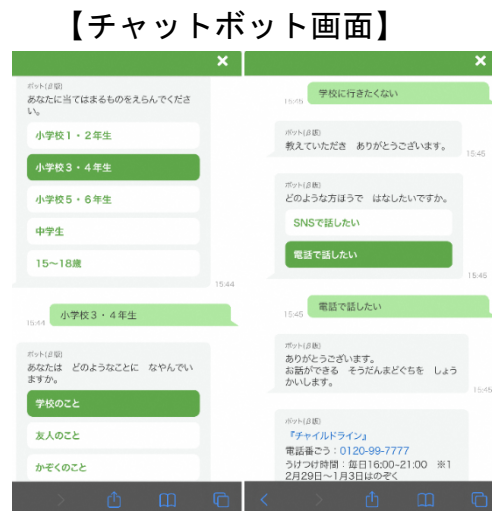 【チャットボット画面】
×
ボット(β版)
あなたに当てはまるものをえらんでくださ
い。
小学校1・2年生
小学校3・4年生
小学校5・6年生
中学生
15〜18歳
15:44
小学校3・4年生
15:44
ボット(β版)
あなたは どのようなことに なやんでい
ますか。
学校のこと
友人のこと
かぞくのこと
×
学校に行きたくない
15:45
ボット(β版)
教えていただき ありがとうございます。
15:45
ボット(β版)
どのような方ほうで はなしたいですか。
SNSで話したい
電話で話したい
15:45
電話で話したい
15:45
ボット(β版)
ありがとうございます。
お話ができる そうだんまどぐちを しょう
かいします。
15:45
ボット(β版)
『チャイルドライン』
電話番ごう:0120-99-7777
うけつけ時間:毎日16:00-21:00 ※1
2月29日〜1月3日はのぞく